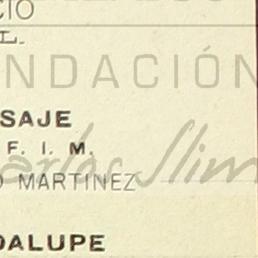 CIO
L.
NDACIÓN
SAJE
F. I. M.
Carlos Slim
O MARTINEZ
DALUPE